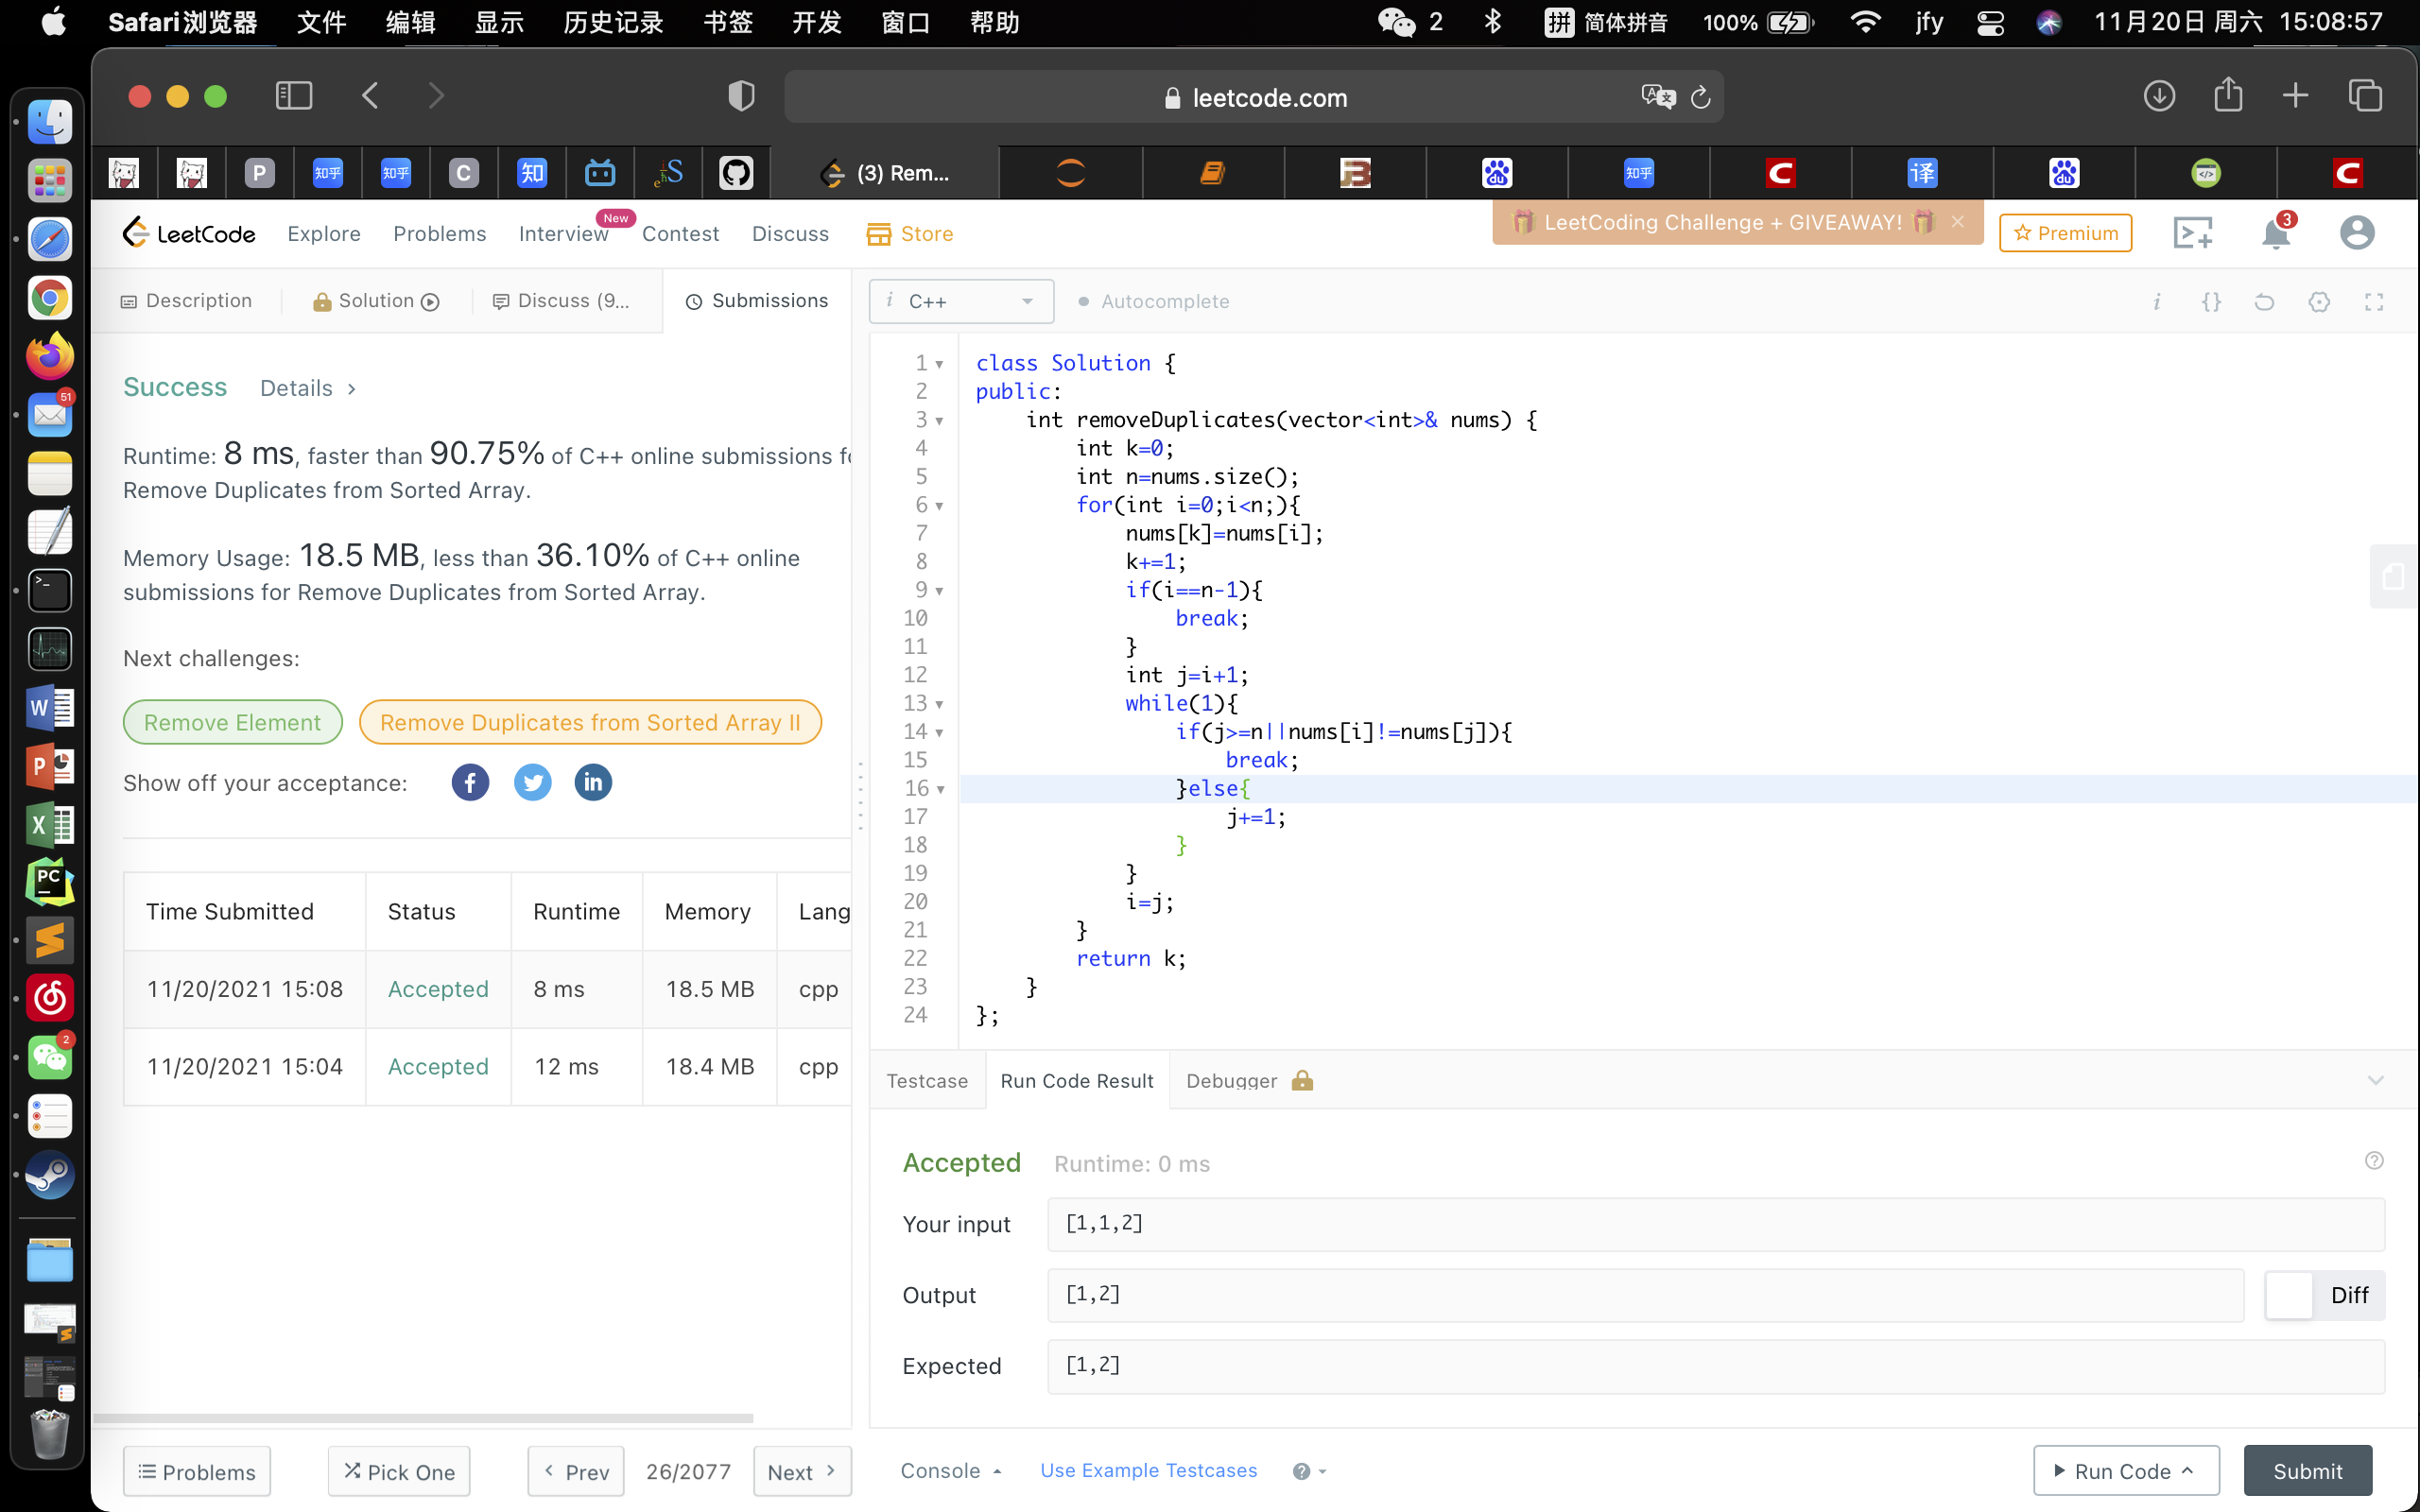 Safari浏览器 文件 编辑 显示 历史记录 书签 开发 窗口 帮助 2 拼 简体拼音 100% jfy 11月20日 周六 15:08:57
leetcode.com
P 知乎 知乎 C 知 (3) Rem... du 知乎 C 译 du C
LeetCode Explore Problems Interview New Contest Discuss Store LeetCoding Challenge + GIVEAWAY! × Premium 3
Description Solution Discuss (9... Submissions
i C++ Autocomplete
Success Details >
Runtime: 8 ms, faster than 90.75% of C++ online submissions fo
Remove Duplicates from Sorted Array.
Memory Usage: 18.5 MB, less than 36.10% of C++ online
submissions for Remove Duplicates from Sorted Array.
Next challenges:
Remove Element Remove Duplicates from Sorted Array II
Show off your acceptance: f in
Time Submitted Status Runtime Memory Lang
11/20/2021 15:08 Accepted 8 ms 18.5 MB cpp
11/20/2021 15:04 Accepted 12 ms 18.4 MB cpp
1 class Solution {
2 public:
3 int removeDuplicates(vector<int>& nums) {
4 int k=0;
5 int n=nums.size();
6 for(int i=0;i<n;){
7 nums[k]=nums[i];
8 k+=1;
9 if(i==n-1){
10 break;
11 }
12 int j=i+1;
13 while(1){
14 if(j>=n||nums[i]!=nums[j]){
15 break;
16 }else{
17 j+=1;
18 }
19 }
20 i=j;
21 }
22 return k;
23 }
24 };
Testcase Run Code Result Debugger
Accepted Runtime: 0 ms
Your input [1,1,2]
Output [1,2] Diff
Expected [1,2]
Problems Pick One < Prev 26/2077 Next >
Console Use Example Testcases Run Code Submit
51
W
P
X
PC
2